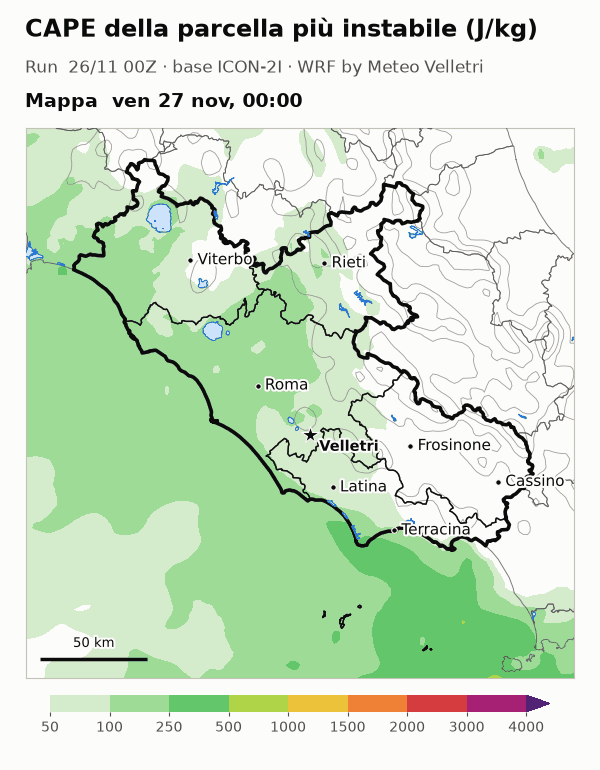 CAPE della parcella più instabile (J/kg)
Run 26/11 00Z · base ICON-2I · WRF by Meteo Velletri
Mappa ven 27 nov, 00:00
Viterbo
Rieti
Roma
Velletri
Frosinone
Latina
Cassino
Terracina
50 km
50 100 250 500 1000 1500 2000 3000 4000